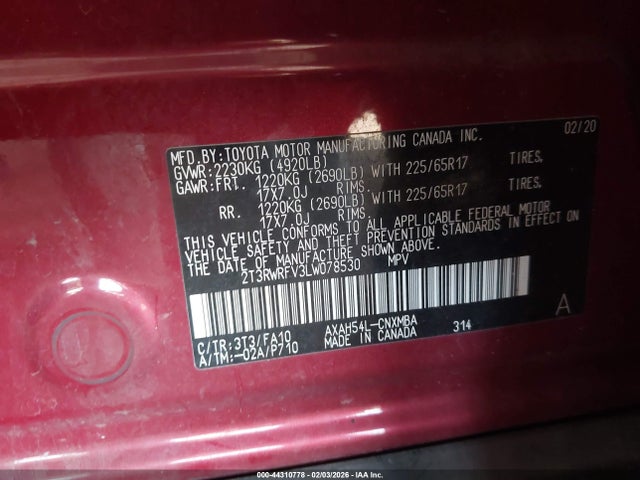 MFD.BY:TOYOTA MOTOR MANUFACTURING CANADA INC. 02/20
GVWR:2230KG (4920LB)
GAWR:FRT. 1220KG (2690LB) WITH 225/65R17 TIRES,
17X7.0J RIMS.
RR. 1220KG (2690LB) WITH 225/65R17 TIRES,
17X7.0J RIMS.
THIS VEHICLE CONFORMS TO ALL APPLICABLE FEDERAL MOTOR
VEHICLE SAFETY AND THEFT PREVENTION STANDARDS IN EFFECT ON
THE DATE OF MANUFACTURE SHOWN ABOVE.
2T3RWRFV3LW078530 MPV
A
C/TR:3T3/FA10 AXAH54L-CNXMBA 314
A/TM:-02A/P710 MADE IN CANADA
000-44310778 - 02/03/2026 - IAA Inc.